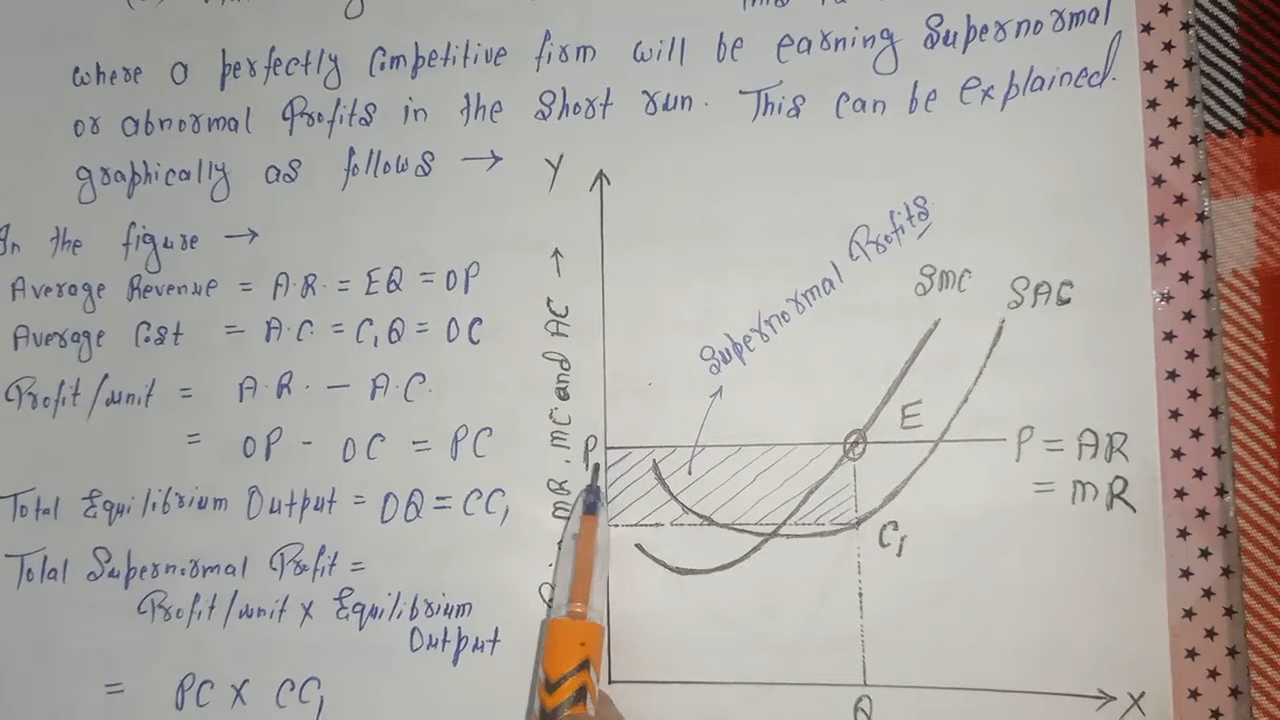 where a perfectly Competitive firm will be earning Supernormal
or abnormal Profits in the Short run. This can be explained.
graphically as follows →
In the figure →
Average Revenue = A.R. = EQ = OP
Average Cost = A.C. = C₁Q = OC
Profit/unit = A.R. - A.C.
= OP - OC = PC
Total Equilibrium Output = OQ = CC₁
Total Supernormal Profit =
Profit/unit x Equilibrium
Output
= PC x CC₁
Y
MR, MC and AC →
Supernormal Profits
SMC
SAC
E
P
P = AR
= MR
C₁
Q
X